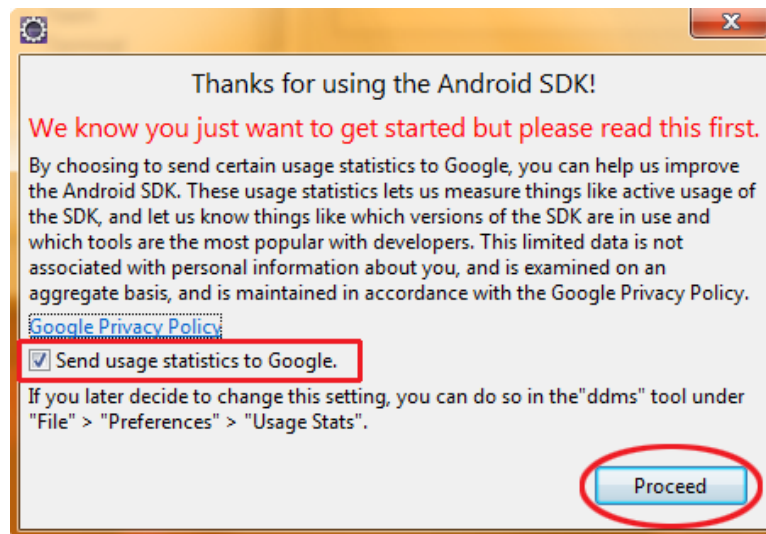 Thanks for using the Android SDK!
We know you just want to get started but please read this first.
By choosing to send certain usage statistics to Google, you can help us improve
the Android SDK. These usage statistics lets us measure things like active usage of
the SDK, and let us know things like which versions of the SDK are in use and
which tools are the most popular with developers. This limited data is not
associated with personal information about you, and is examined on an
aggregate basis, and is maintained in accordance with the Google Privacy Policy.
Google Privacy Policy
Send usage statistics to Google.
If you later decide to change this setting, you can do so in the"ddms" tool under
"File" > "Preferences" > "Usage Stats".
Proceed